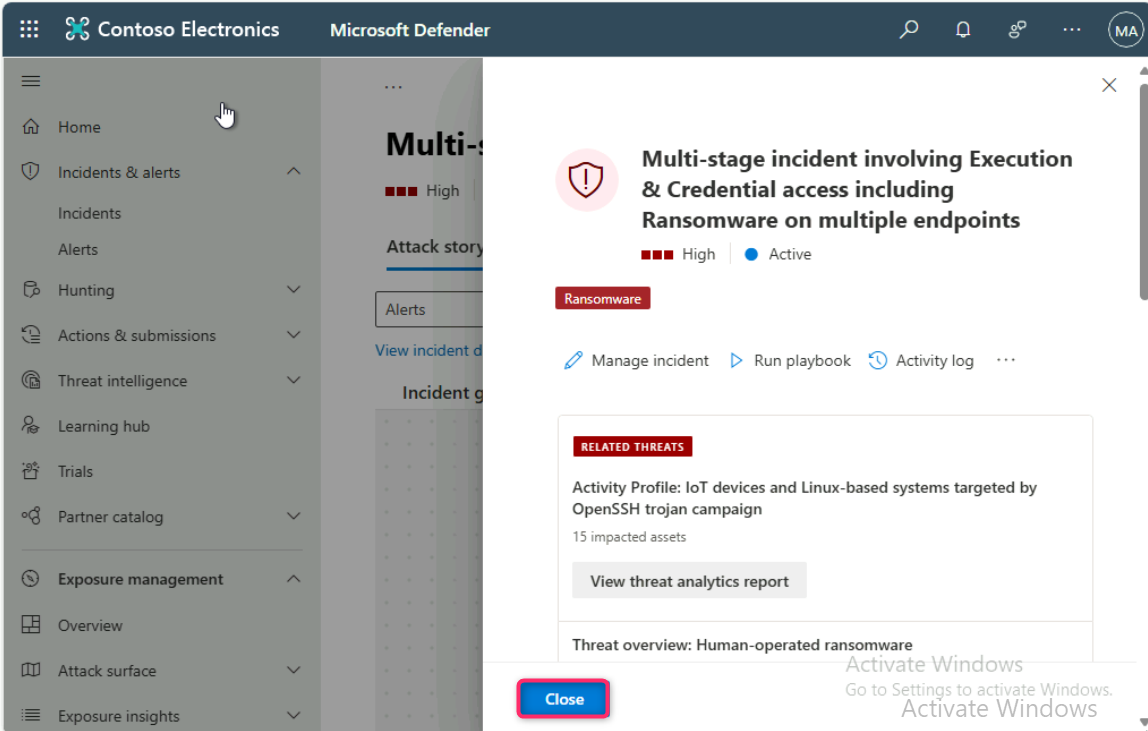 Contoso Electronics
Microsoft Defender
MA
Home
Incidents & alerts
Incidents
Alerts
Hunting
Actions & submissions
Threat intelligence
Learning hub
Trials
Partner catalog
Exposure management
Overview
Attack surface
Exposure insights
...
Multi-s
High
Attack story
Alerts
View incident d
Incident g
Multi-stage incident involving Execution
& Credential access including
Ransomware on multiple endpoints
High
Active
Ransomware
Manage incident
Run playbook
Activity log
...
RELATED THREATS
Activity Profile: IoT devices and Linux-based systems targeted by
OpenSSH trojan campaign
15 impacted assets
View threat analytics report
Threat overview: Human-operated ransomware
Close
Activate Windows
Go to Settings to activate Windows.
Activate Windows